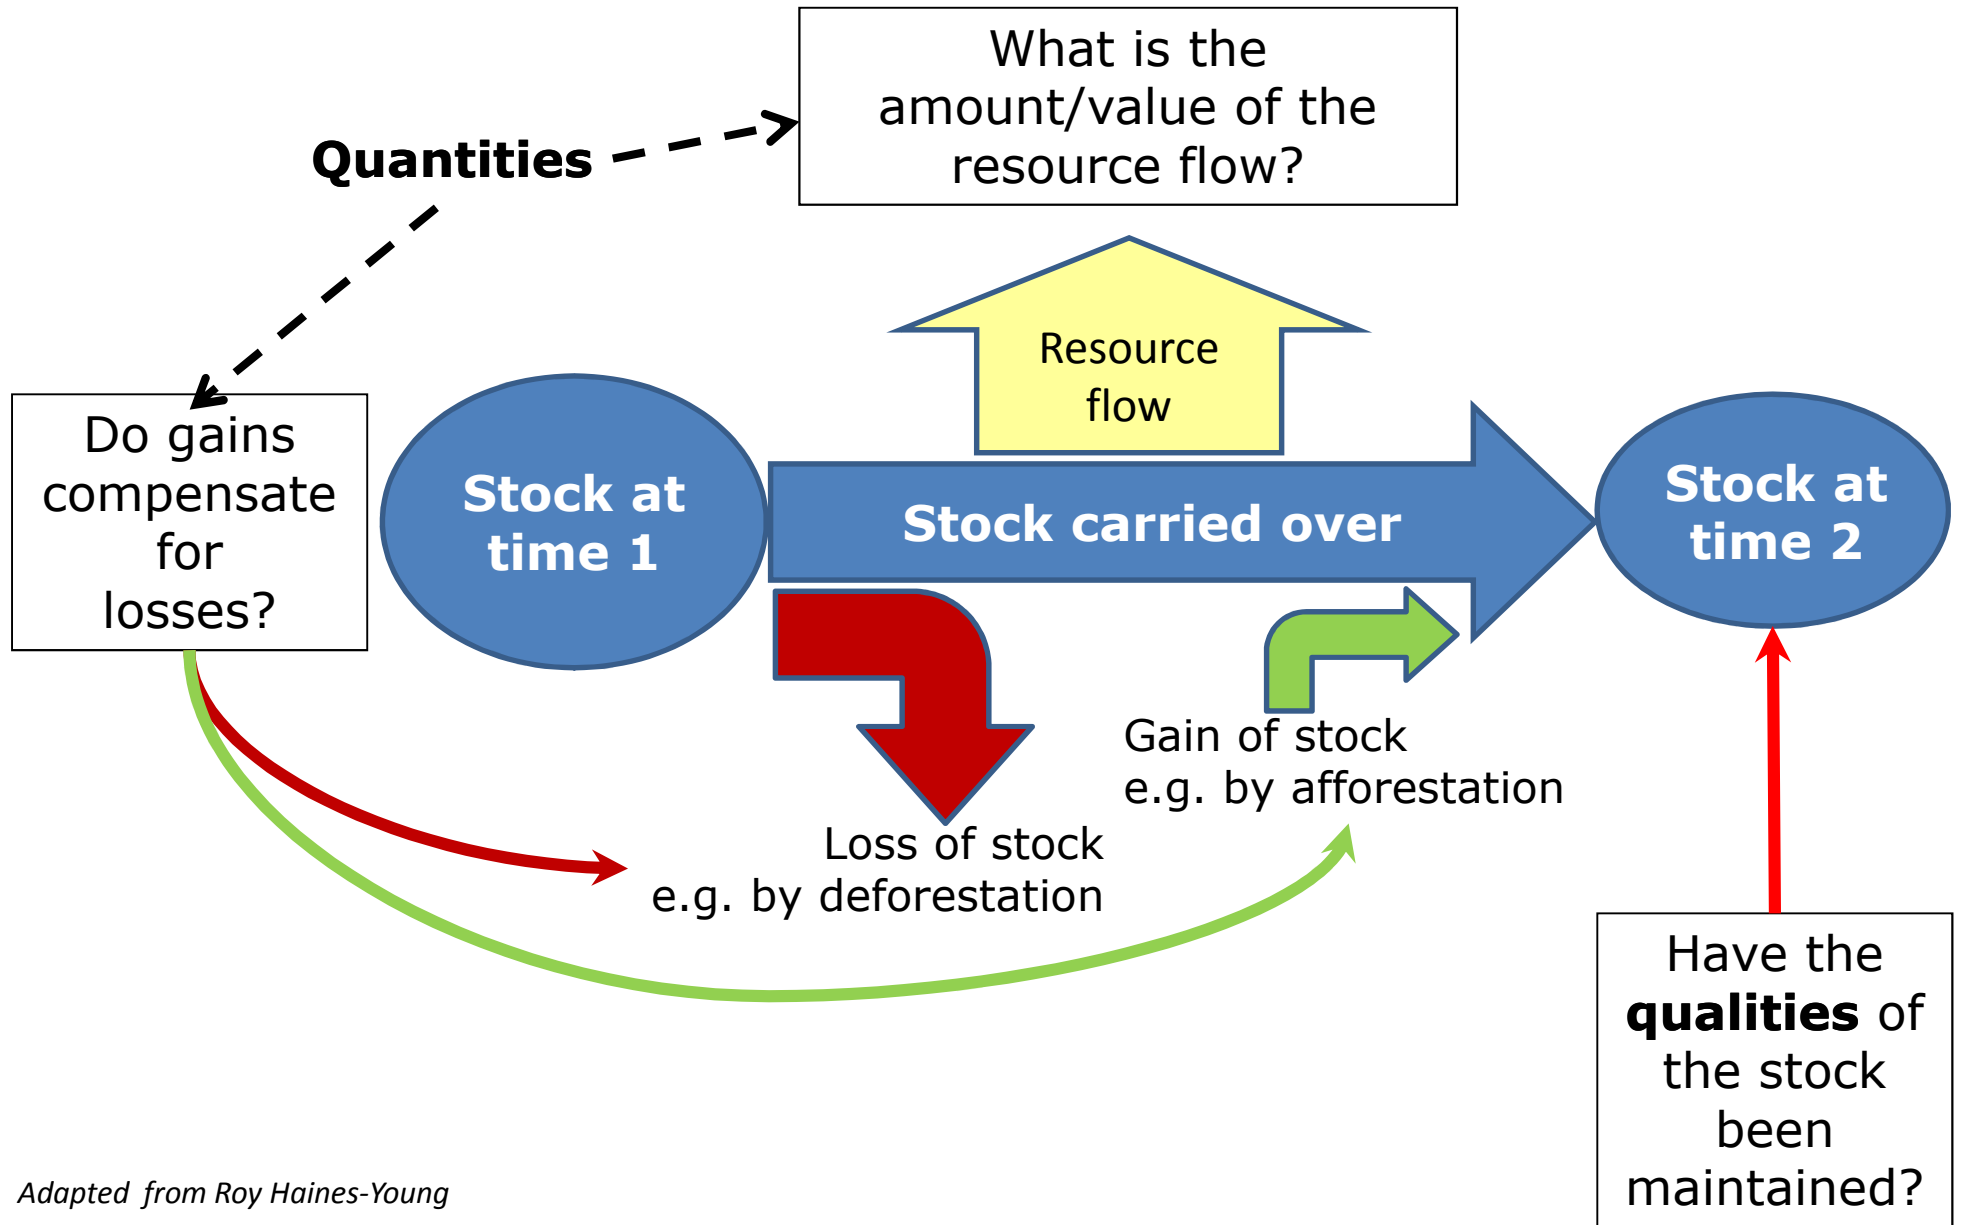 What is the
amount/value of the
resource flow?
Quantities
Resource
flow
Do gains
compensate
for
losses?
Stock at
time 1
Stock carried over
Stock at
time 2
Gain of stock
e.g. by afforestation
Loss of stock
e.g. by deforestation
Have the
qualities of
the stock
been
maintained?
Adapted from Roy Haines-Young